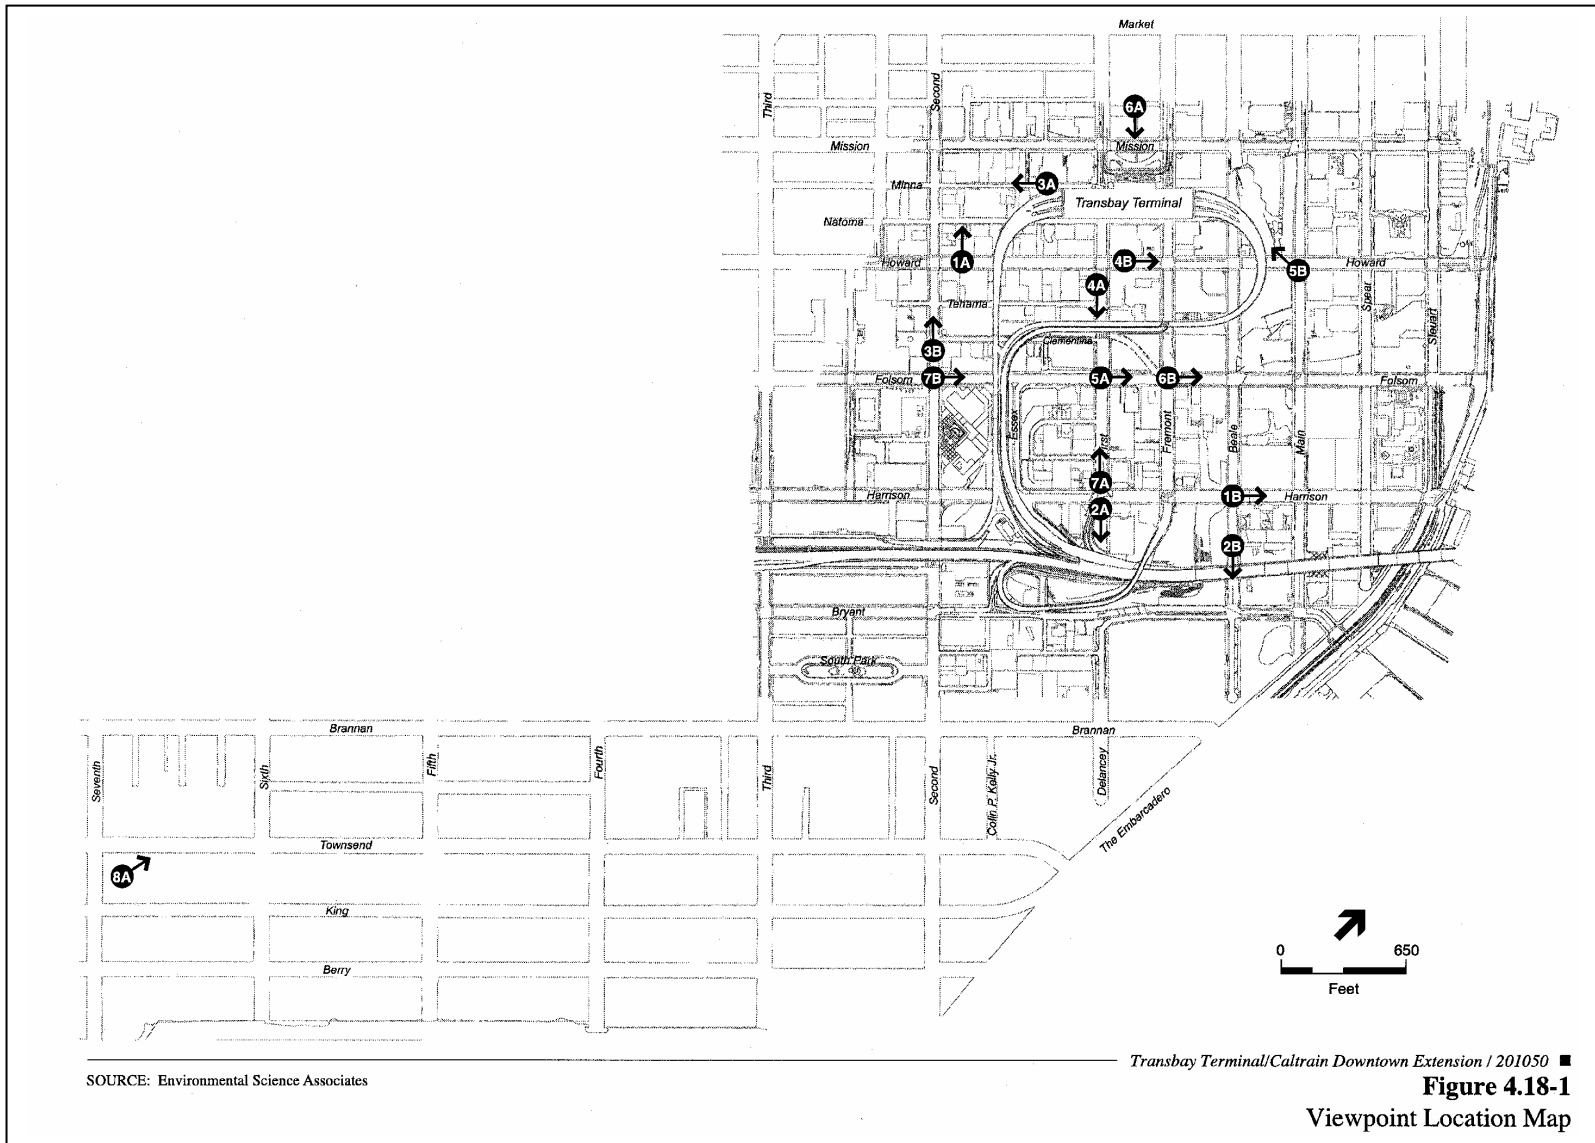 Market
Third
Second
6A
Mission
Mission
Minna
3A
Transbay Terminal
Natoma
Howard
1A
4B
5B
Howard
4A
Tehama
Spear
Steuart
3B
Clementina
Folsom
7B
5A
6B
Folsom
Essex
Fremont
Beale
Main
7A
Harrison
1B
Harrison
2A
2B
Bryant
South Park
Brannan
Brannan
Seventh
Sixth
Fifth
Fourth
Third
Second
Colin P. Kelly Jr.
Delancey
The Embarcadero
Townsend
8A
King
Berry
0 650
Feet
Transbay Terminal/Caltrain Downtown Extension / 201050
SOURCE: Environmental Science Associates
Figure 4.18-1
Viewpoint Location Map